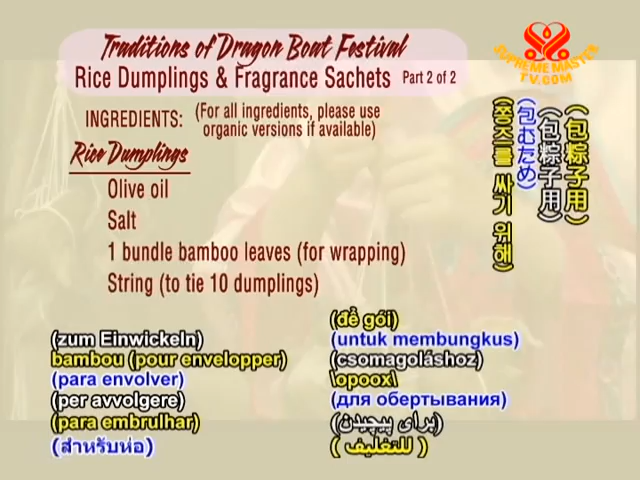 Traditions of Dragon Boat Festival
Rice Dumplings & Fragrance Sachets Part 2 of 2
SUPREME MASTER
TV.COM
INGREDIENTS: (For all ingredients, please use
organic versions if available)
Rice Dumplings
Olive oil
Salt
1 bundle bamboo leaves (for wrapping)
String (to tie 10 dumplings)
(包粽子用)
(包粽子用)
(包むため)
(쫑즈를 싸기 위해)
(zum Einwickeln)
bambou (pour envelopper)
(para envolver)
(per avvolgere)
(para embrulhar)
(สำหรับห่อ)
(để gói)
(untuk membungkus)
(csomagoláshoz)
\opoox\
(для обертывания)
(برای پیچیدن)
( للتغليف )